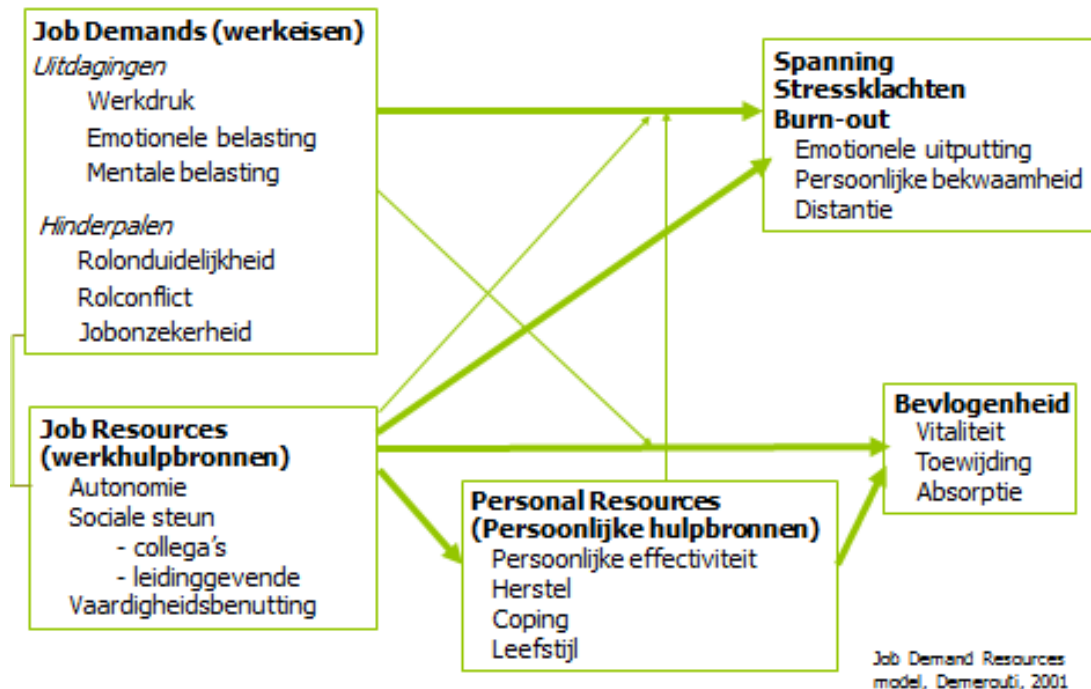 Job Demands (werkeisen)
Uitdagingen
Werkdruk
Emotionele belasting
Mentale belasting
Hinderpalen
Rolonduidelijkheid
Rolconflict
Jobonzekerheid
Spanning
Stressklachten
Burn-out
Emotionele uitputting
Persoonlijke bekwaamheid
Distantie
Job Resources
(werkhulpbronnen)
Autonomie
Sociale steun
- collega's
- leidinggevende
Vaardigheidsbenutting
Personal Resources
(Persoonlijke hulpbronnen)
Persoonlijke effectiviteit
Herstel
Coping
Leefstijl
Bevlogenheid
Vitaliteit
Toewijding
Absorptie
Job Demand Resources
model, Demerouti, 2001